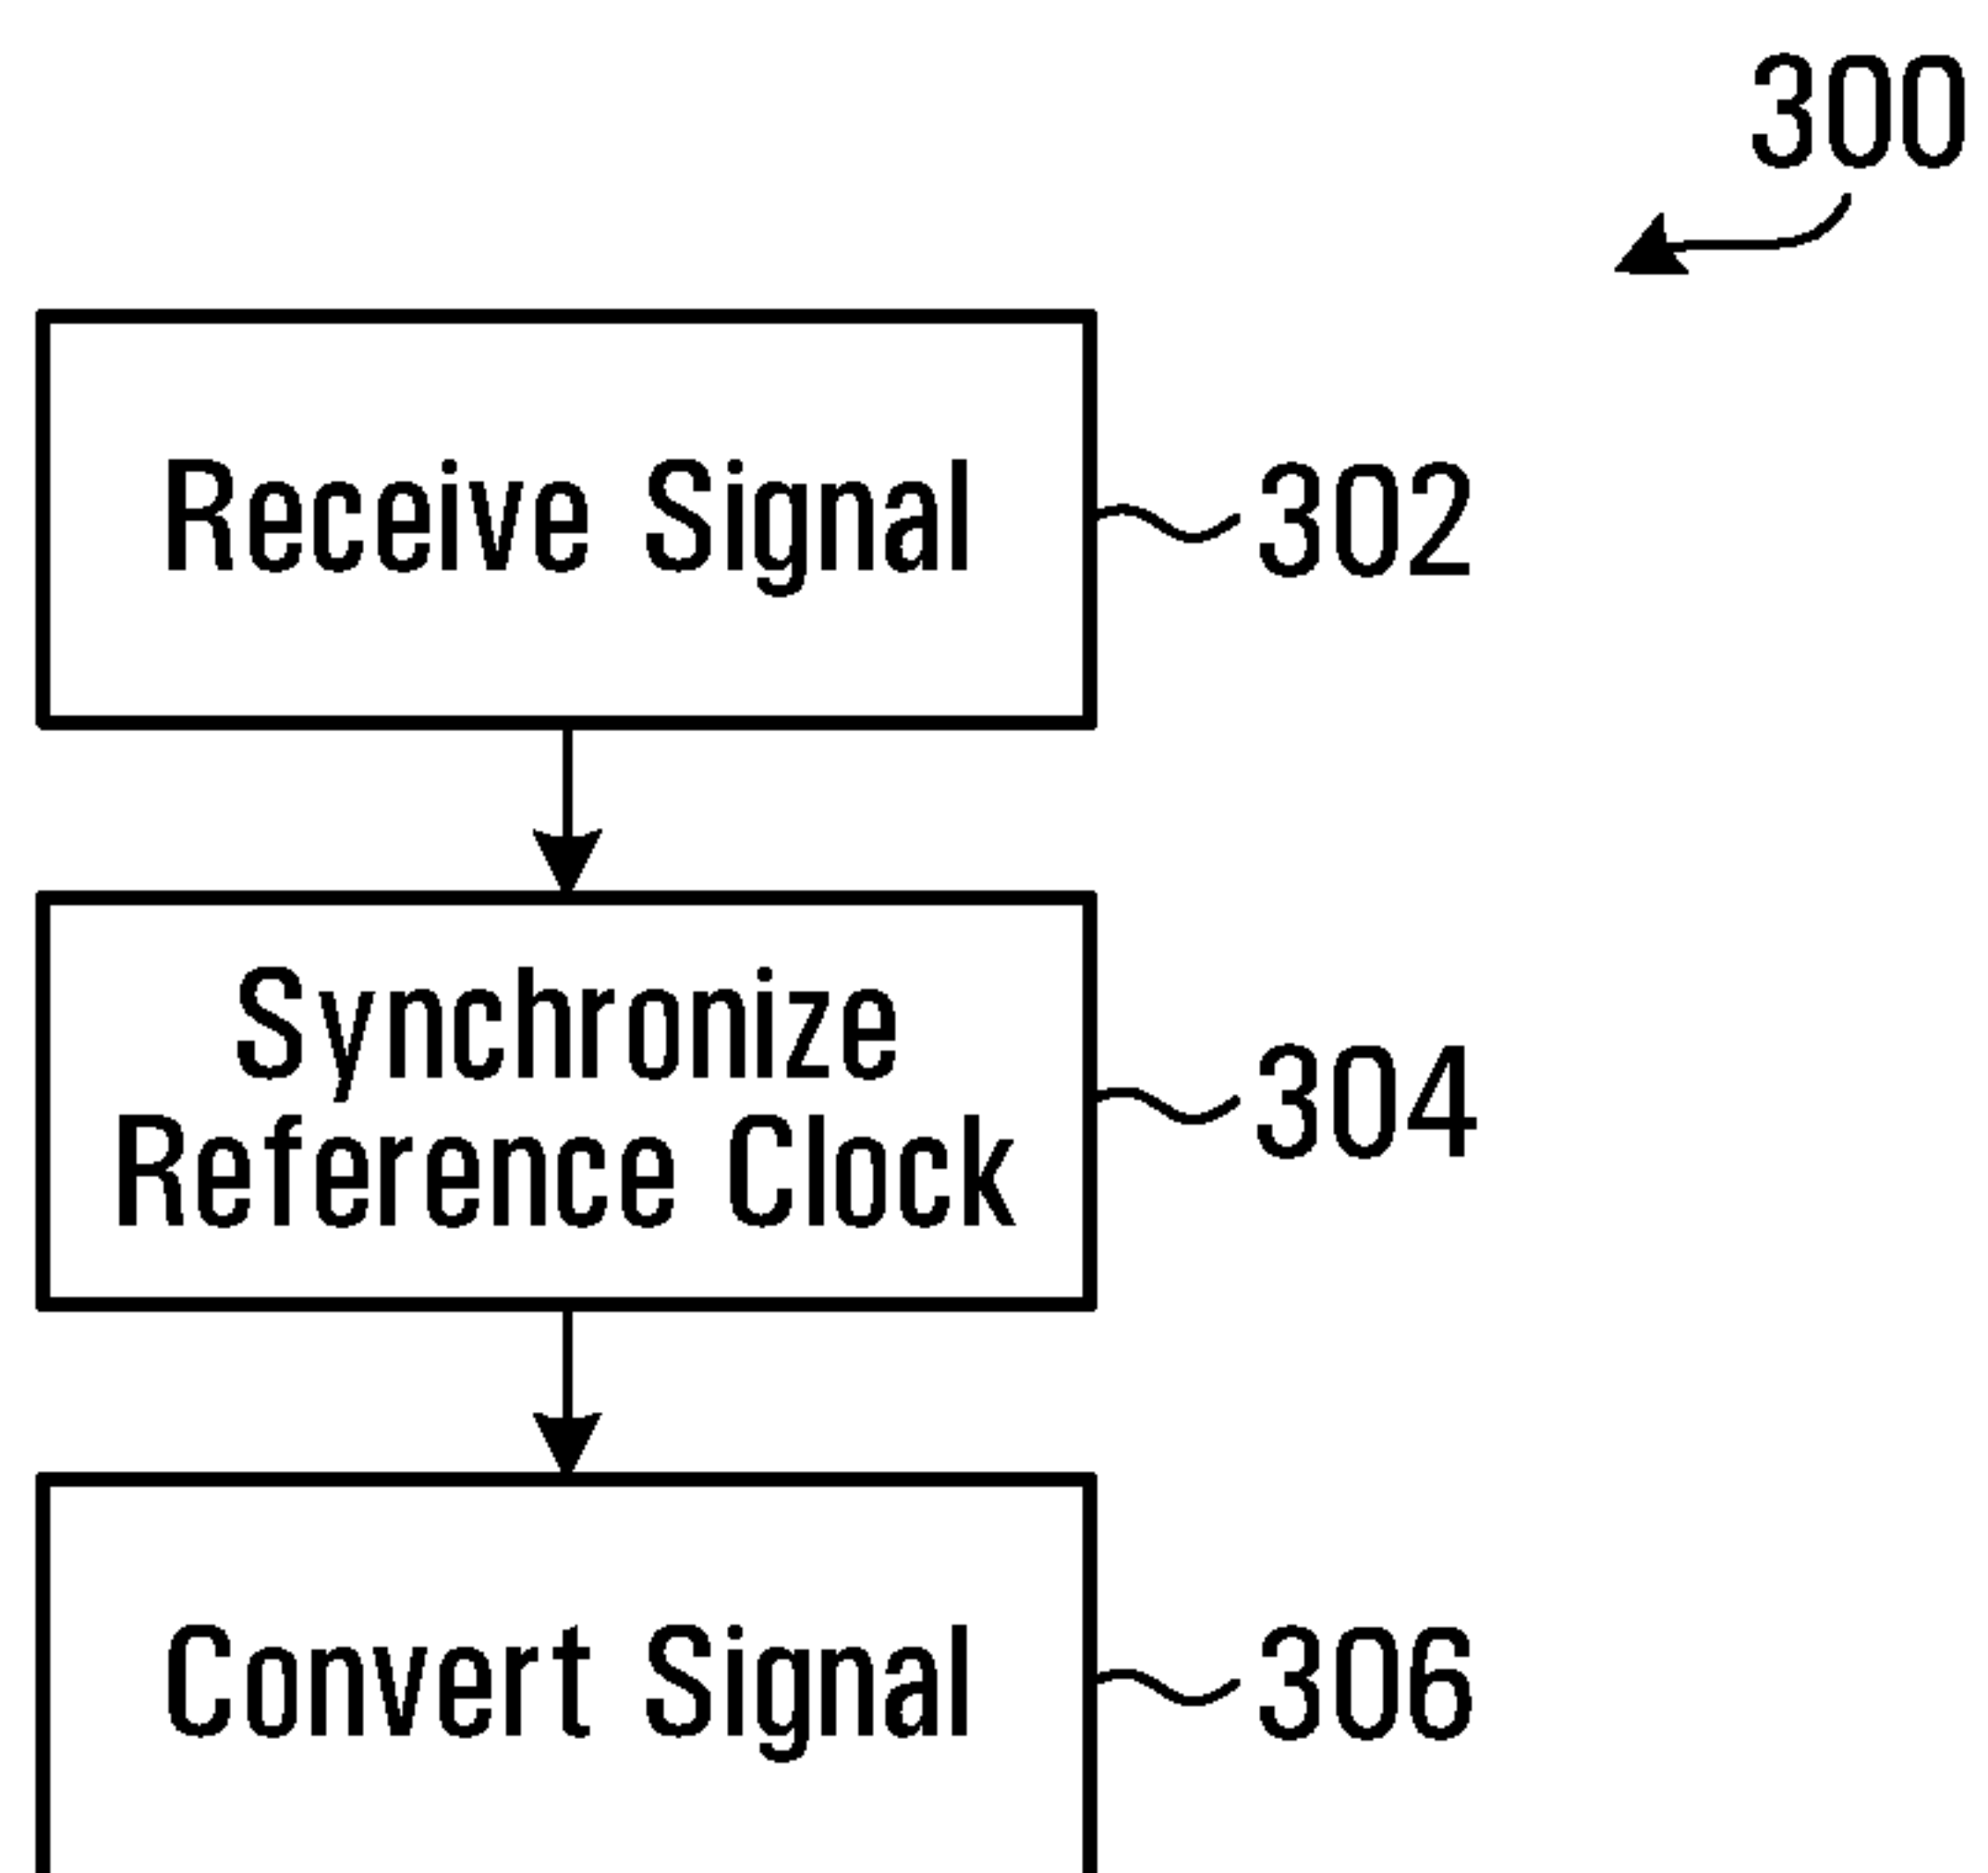 300
Receive Signal
302
Synchronize
Reference Clock
304
Convert Signal
306